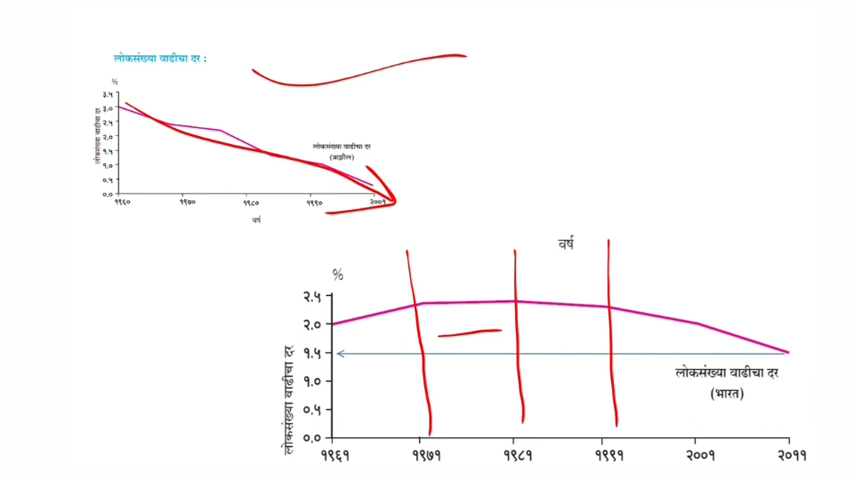 लोकसंख्या वाढीचा दर :
%
लोकसंख्या वाढीचा दर
३.५
३.०
२.५
२.०
१.५
१.०
०.५
०.०
लोकसंख्या वाढीचा दर
(ब्राझील)
१९६० १९७० १९८० १९९०
वर्ष
वर्ष
%
लोकसंख्या वाढीचा दर
२.५
२.०
१.५
१.०
०.५
०.०
लोकसंख्या वाढीचा दर
(भारत)
१९६१ १९७१ १९८१ १९९१ २००१ २०११